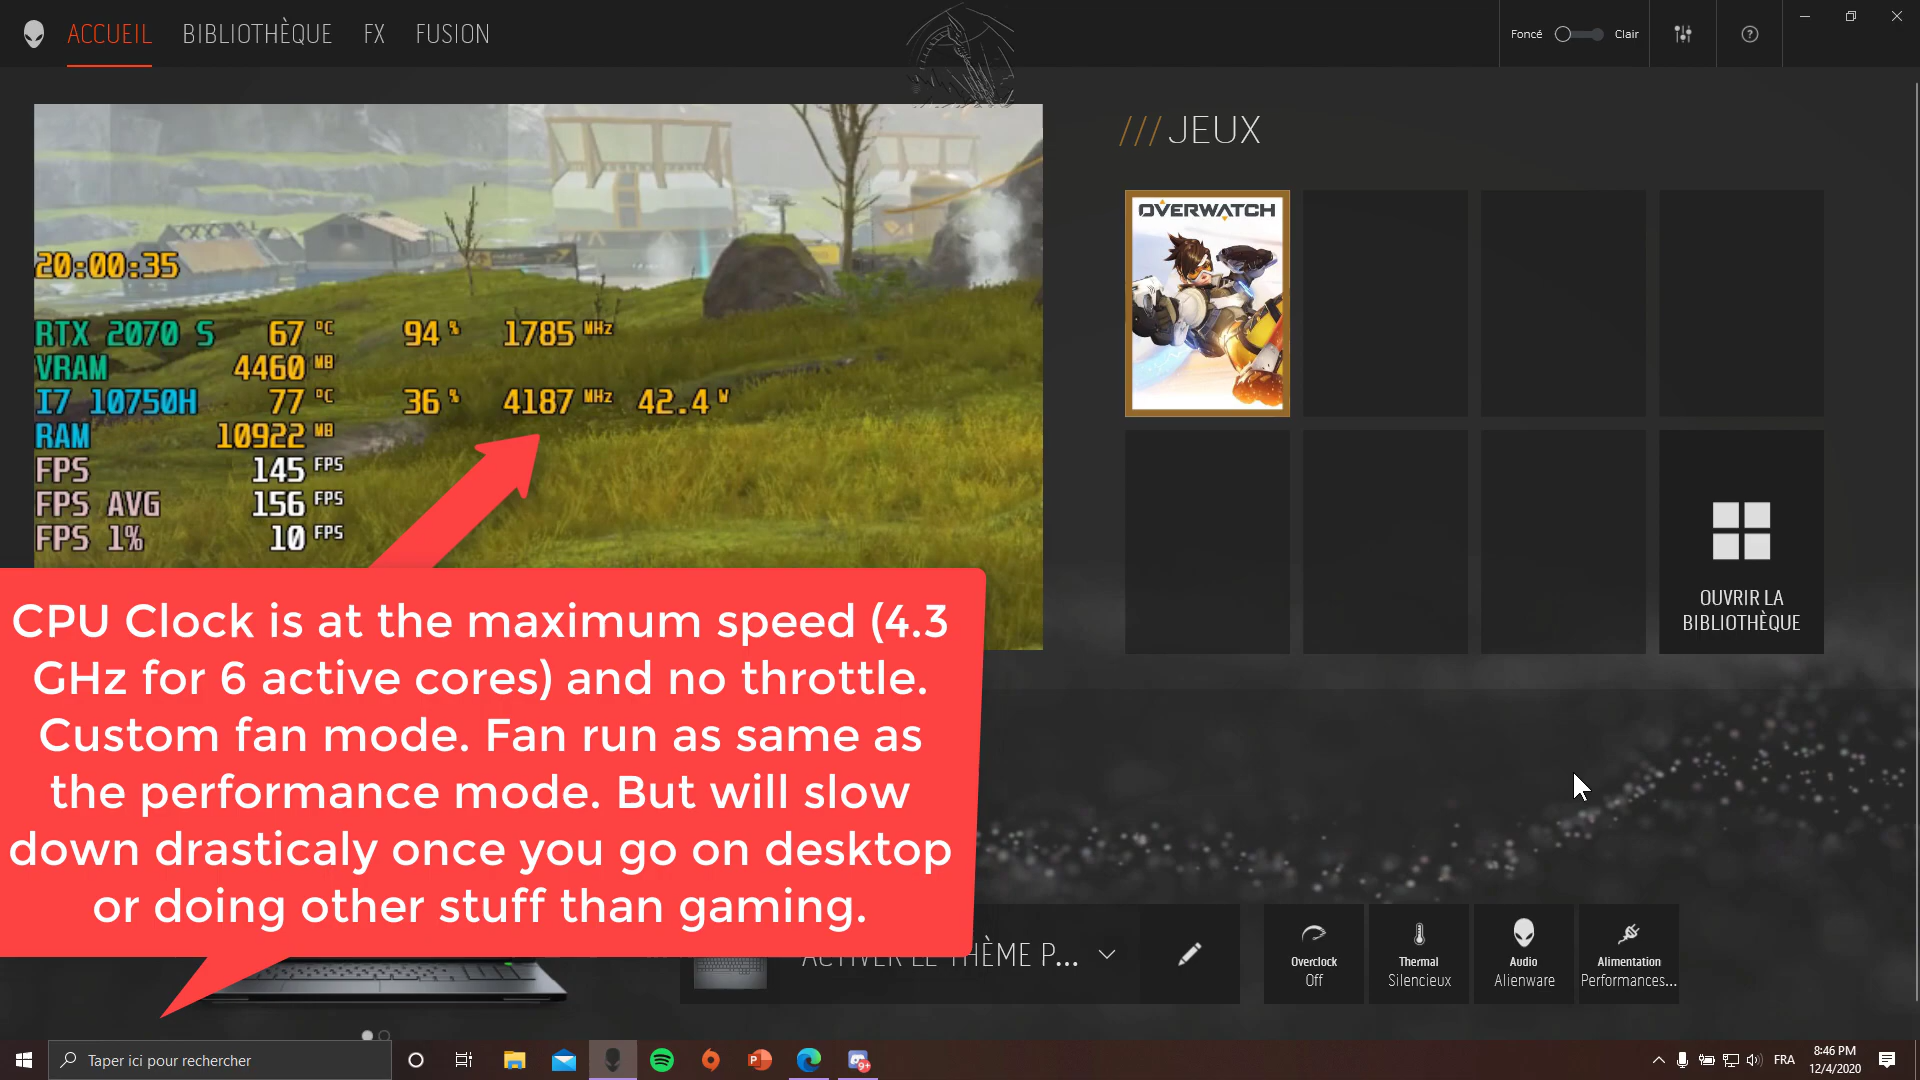 ACCUEIL BIBLIOTHÈQUE FX FUSION
Foncé Clair
///JEUX
OVERWATCH
20:00:35
RTX 2070 S 67 °C 94 % 1785 MHz
VRAM 4460 MB
I7 10750H 77 °C 36 % 4187 MHz 42.4 W
RAM 10922 MB
FPS 145 FPS
FPS AVG 156 FPS
FPS 1% 10 FPS
OUVRIR LA
BIBLIOTHÈQUE
CPU Clock is at the maximum speed (4.3
GHz for 6 active cores) and no throttle.
Custom fan mode. Fan run as same as
the performance mode. But will slow
down drasticaly once you go on desktop
or doing other stuff than gaming.
ACTIVER LE THÈME P...
Overclock
Off
Thermal
Silencieux
Audio
Alienware
Alimentation
Performances...
Taper ici pour rechercher
9+
FRA
8:46 PM
12/4/2020